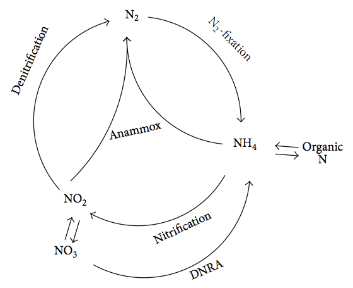 N₂
Denitrification
N₂-fixation
Anammox
NH₄
Organic
N
NO₂
Nitrification
NO₃
DNRA